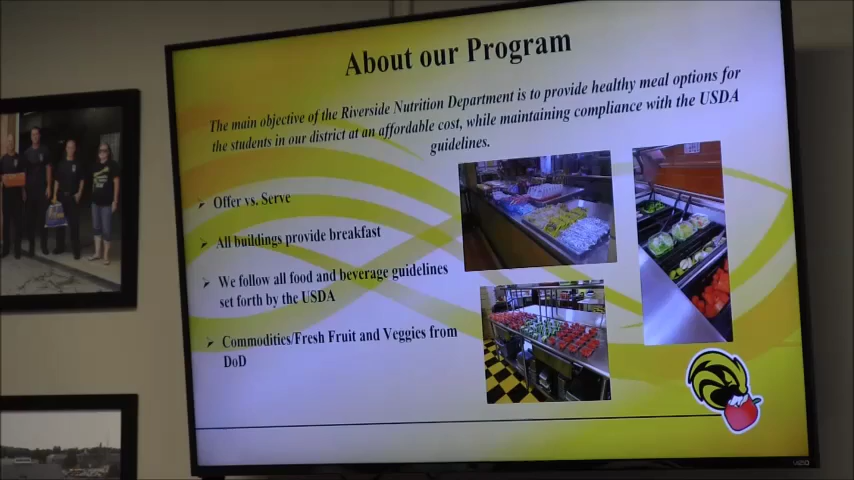 About our Program
The main objective of the Riverside Nutrition Department is to provide healthy meal options for
the students in our district at an affordable cost, while maintaining compliance with the USDA
guidelines.
Offer vs. Serve
All buildings provide breakfast
We follow all food and beverage guidelines
set forth by the USDA
Commodities/Fresh Fruit and Veggies from
DoD
VIZIO